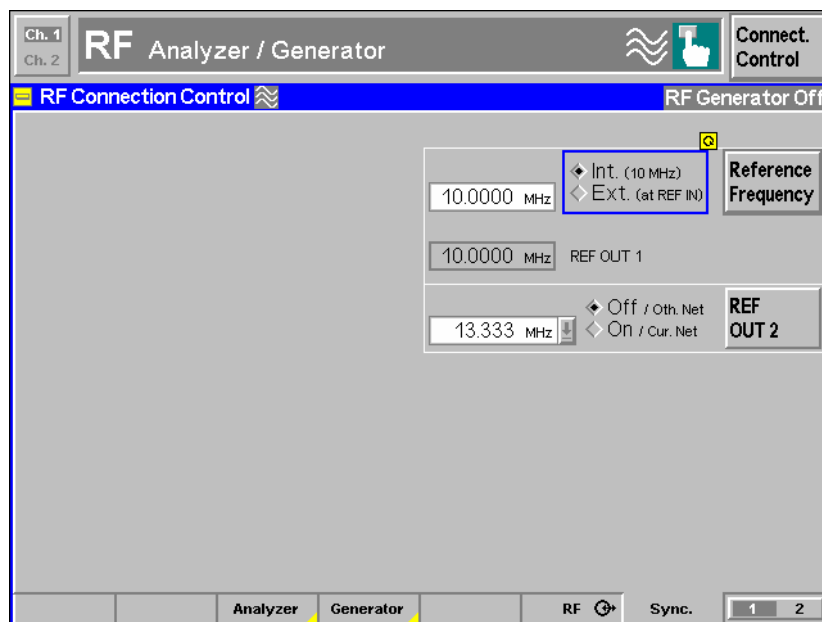 Ch. 1
Ch. 2
RF Analyzer / Generator
Connect.
Control
RF Connection Control
RF Generator Off
Q
10.0000 MHz
Int. (10 MHz)
Ext. (at REF IN)
Reference
Frequency
10.0000 MHz REF OUT 1
13.333 MHz
Off / Oth. Net
On / Cur. Net
REF
OUT 2
Analyzer Generator RF Sync. 1 2